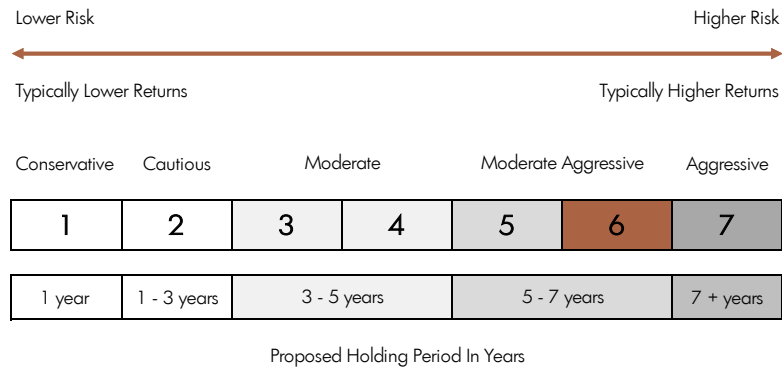 Lower Risk Higher Risk
Typically Lower Returns Typically Higher Returns
Conservative Cautious Moderate Moderate Aggressive Aggressive
1 2 3 4 5 6 7
1 year 1 - 3 years 3 - 5 years 5 - 7 years 7 + years
Proposed Holding Period In Years